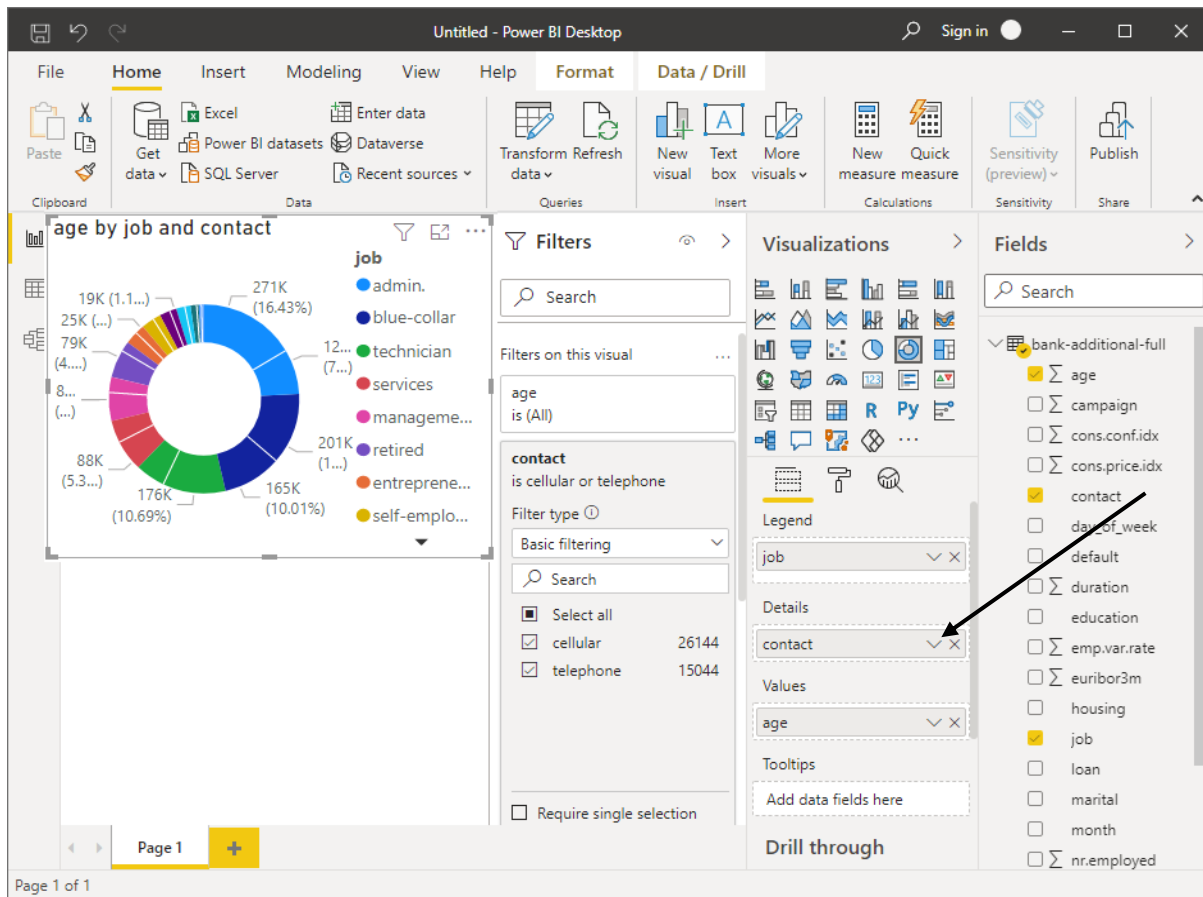 Untitled - Power BI Desktop
Sign in
File Home Insert Modeling View Help Format Data / Drill
Paste
Clipboard
Get data
Excel
Power BI datasets
SQL Server
Enter data
Dataverse
Recent sources
Data
Transform data
Refresh
Queries
New visual
Text box
More visuals
Insert
New measure
Quick measure
Calculations
Sensitivity (preview)
Sensitivity
Publish
Share
age by job and contact
job
admin.
blue-collar
technician
services
manageme...
retired
entreprene...
self-emplo...
271K
(16.43%)
12...
(7...)
201K
(1...)
165K
(10.01%)
176K
(10.69%)
88K
(5.3...)
8...
(...)
79K
(4....)
25K (...)
19K (1.1...)
Filters
Search
Filters on this visual
...
age
is (All)
contact
is cellular or telephone
Filter type
Basic filtering
Search
Select all
cellular 26144
telephone 15044
Require single selection
Visualizations
123
R
Py
...
Legend
job
Details
contact
Values
age
Tooltips
Add data fields here
Drill through
Fields
Search
bank-additional-full
age
campaign
cons.conf.idx
cons.price.idx
contact
day_of_week
default
duration
education
emp.var.rate
euribor3m
housing
job
loan
marital
month
nr.employed
Page 1
Page 1 of 1